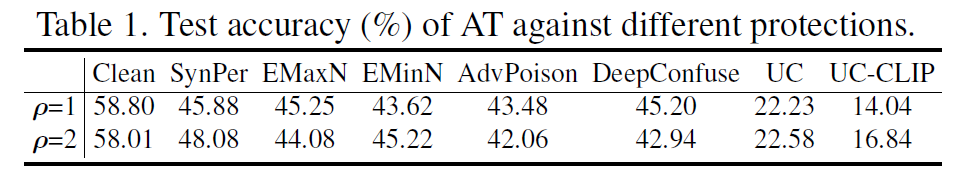 Table 1. Test accuracy (%) of AT against different protections.
Clean SynPer EMaxN EMinN AdvPoison DeepConfuse UC UC-CLIP
ρ=1 58.80 45.88 45.25 43.62 43.48 45.20 22.23 14.04
ρ=2 58.01 48.08 44.08 45.22 42.06 42.94 22.58 16.84